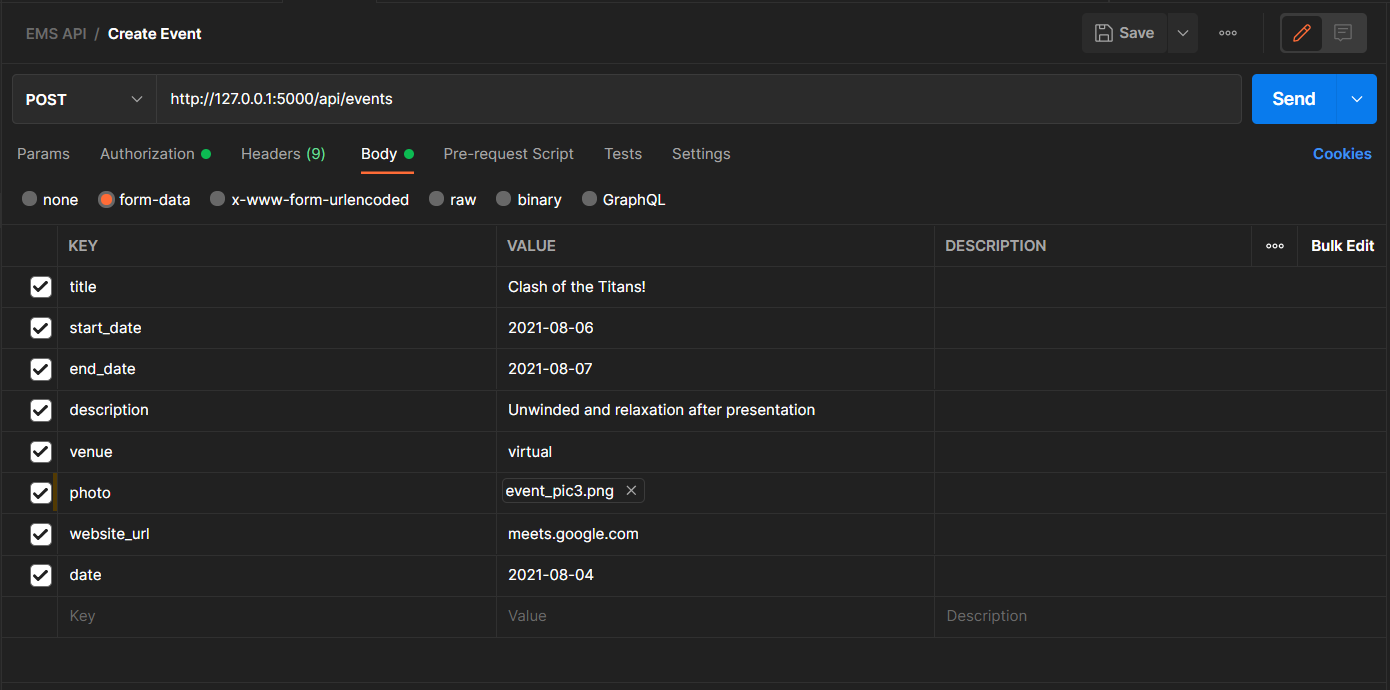 EMS API / Create Event Save
POST http://127.0.0.1:5000/api/events Send
Params Authorization Headers (9) Body Pre-request Script Tests Settings Cookies
none form-data x-www-form-urlencoded raw binary GraphQL
KEY VALUE DESCRIPTION Bulk Edit
title Clash of the Titans!
start_date 2021-08-06
end_date 2021-08-07
description Unwinded and relaxation after presentation
venue virtual
photo event_pic3.png
website_url meets.google.com
date 2021-08-04
Key Value Description